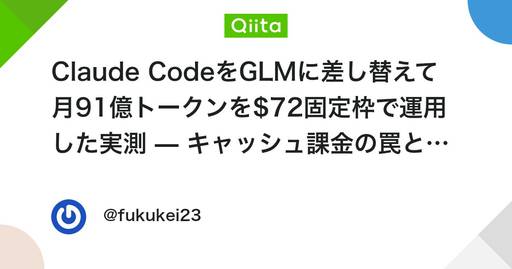 Qiita
Claude CodeをGLMに差し替えて
月91億トークンを$72固定枠で運用
した実測 — キャッシュ課金の罠と…
@fukukei23